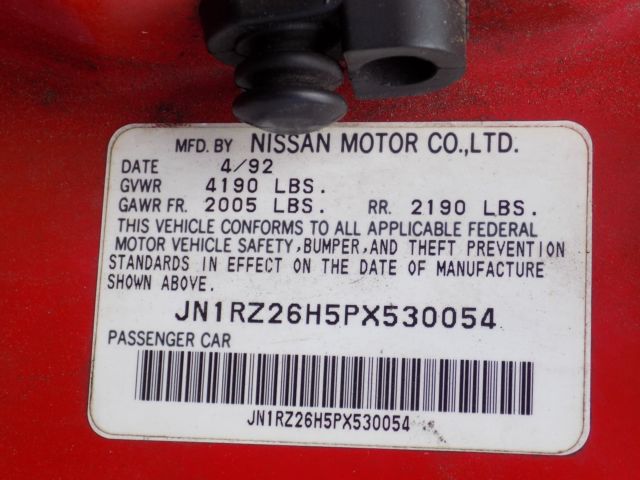 MFD. BY NISSAN MOTOR CO.,LTD.
DATE 4/92
GVWR 4190 LBS.
GAWR FR. 2005 LBS. RR. 2190 LBS.
THIS VEHICLE CONFORMS TO ALL APPLICABLE FEDERAL
MOTOR VEHICLE SAFETY,BUMPER,AND THEFT PREVENTION
STANDARDS IN EFFECT ON THE DATE OF MANUFACTURE
SHOWN ABOVE.
JN1RZ26H5PX530054
PASSENGER CAR
JN1RZ26H5PX530054